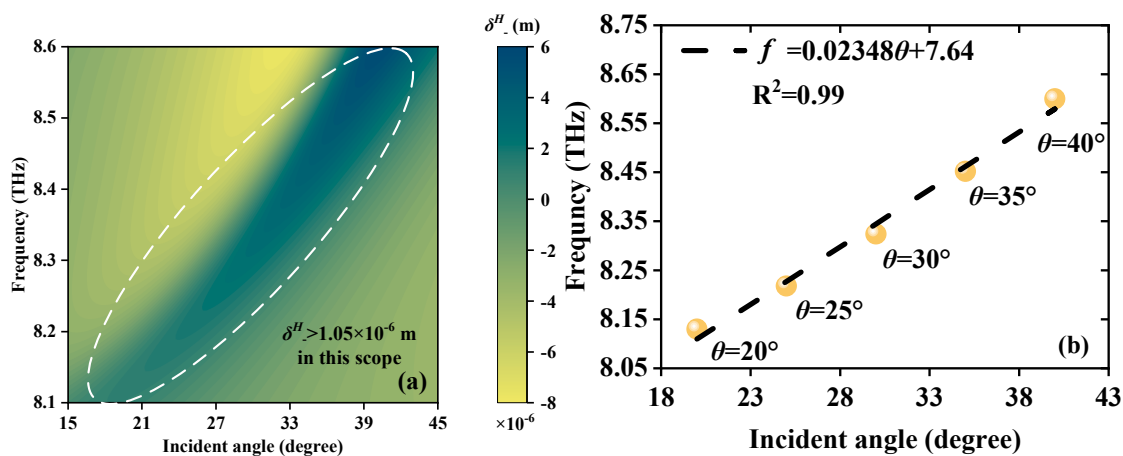 δᴴ₋ (m)
8.6
8.5
8.4
8.3
8.2
8.1
Frequency (THz)
15
21
27
33
39
45
Incident angle (degree)
δᴴ₋>1.05×10⁻⁶ m
in this scope
(a)
6
4
2
0
-2
-4
-6
-8
×10⁻⁶
8.75
8.65
8.55
8.45
8.35
8.25
8.15
8.05
Frequncy (THz)
f =0.02348θ+7.64
R²=0.99
θ=40°
θ=35°
θ=30°
θ=25°
θ=20°
(b)
18
23
28
33
38
43
Incident angle (degree)